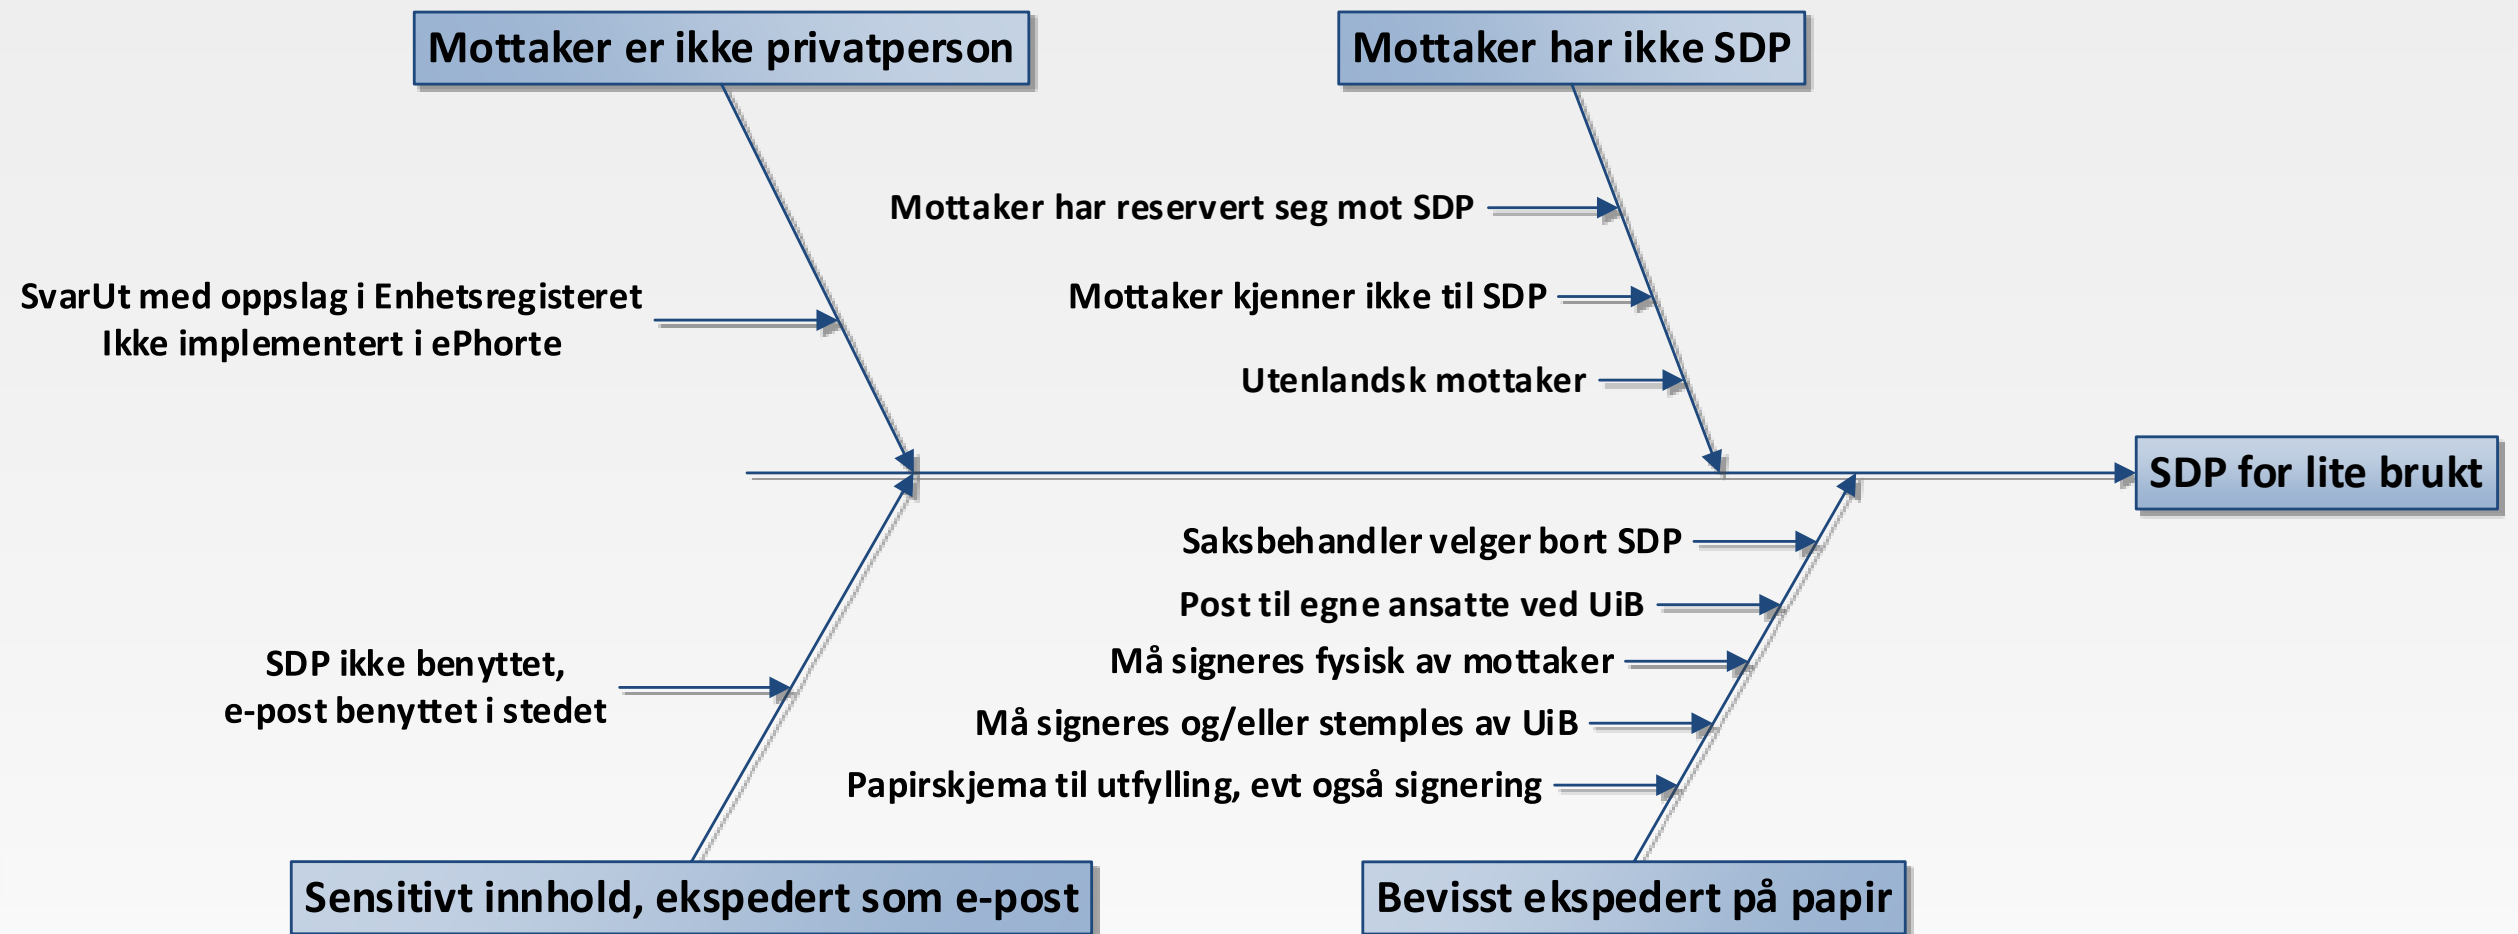 Mottaker er ikke privatperson
Mottaker har ikke SDP
Mottaker har reservert seg mot SDP
SvarUt med oppslag i Enhetsregisteret
Ikke implementert i ePhorte
Mottaker kjenner ikke til SDP
Utenlandsk mottaker
SDP for lite brukt
Saksbehandler velger bort SDP
Post til egne ansatte ved UiB
SDP ikke benyttet,
e-post benyttet i stedet
Må signeres fysisk av mottaker
Må signeres og/eller stemples av UiB
Papirskjema til utfylling, evt også signering
Sensitivt innhold, ekspedert som e-post
Bevisst ekspedert på papir